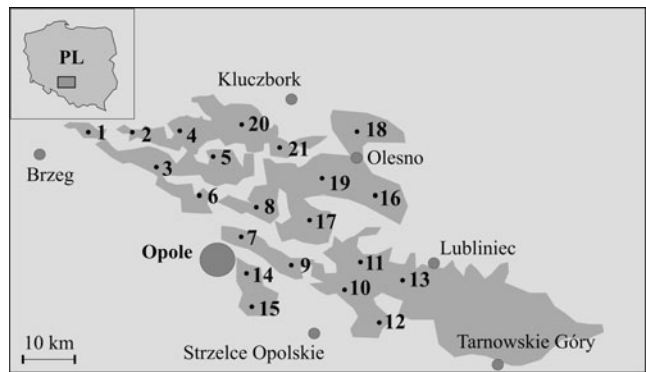 PL
Kluczbork
1
2
4
20
18
21
Olesno
Brzeg
3
5
19
16
6
8
17
7
Opole
Lubliniec
11
9
14
13
10
15
12
10 km
Strzelce Opolskie
Tarnowskie Góry